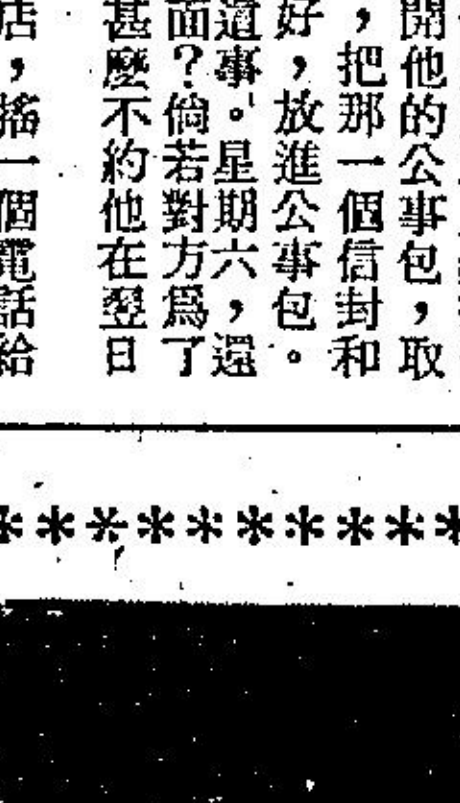 開他的公事包，取
，把那一個信封和
好，放進公事包。
這事。星期六，還
面？倘若對方爲了
甚麼不約他在翌日
店，搖一個電話給
**********